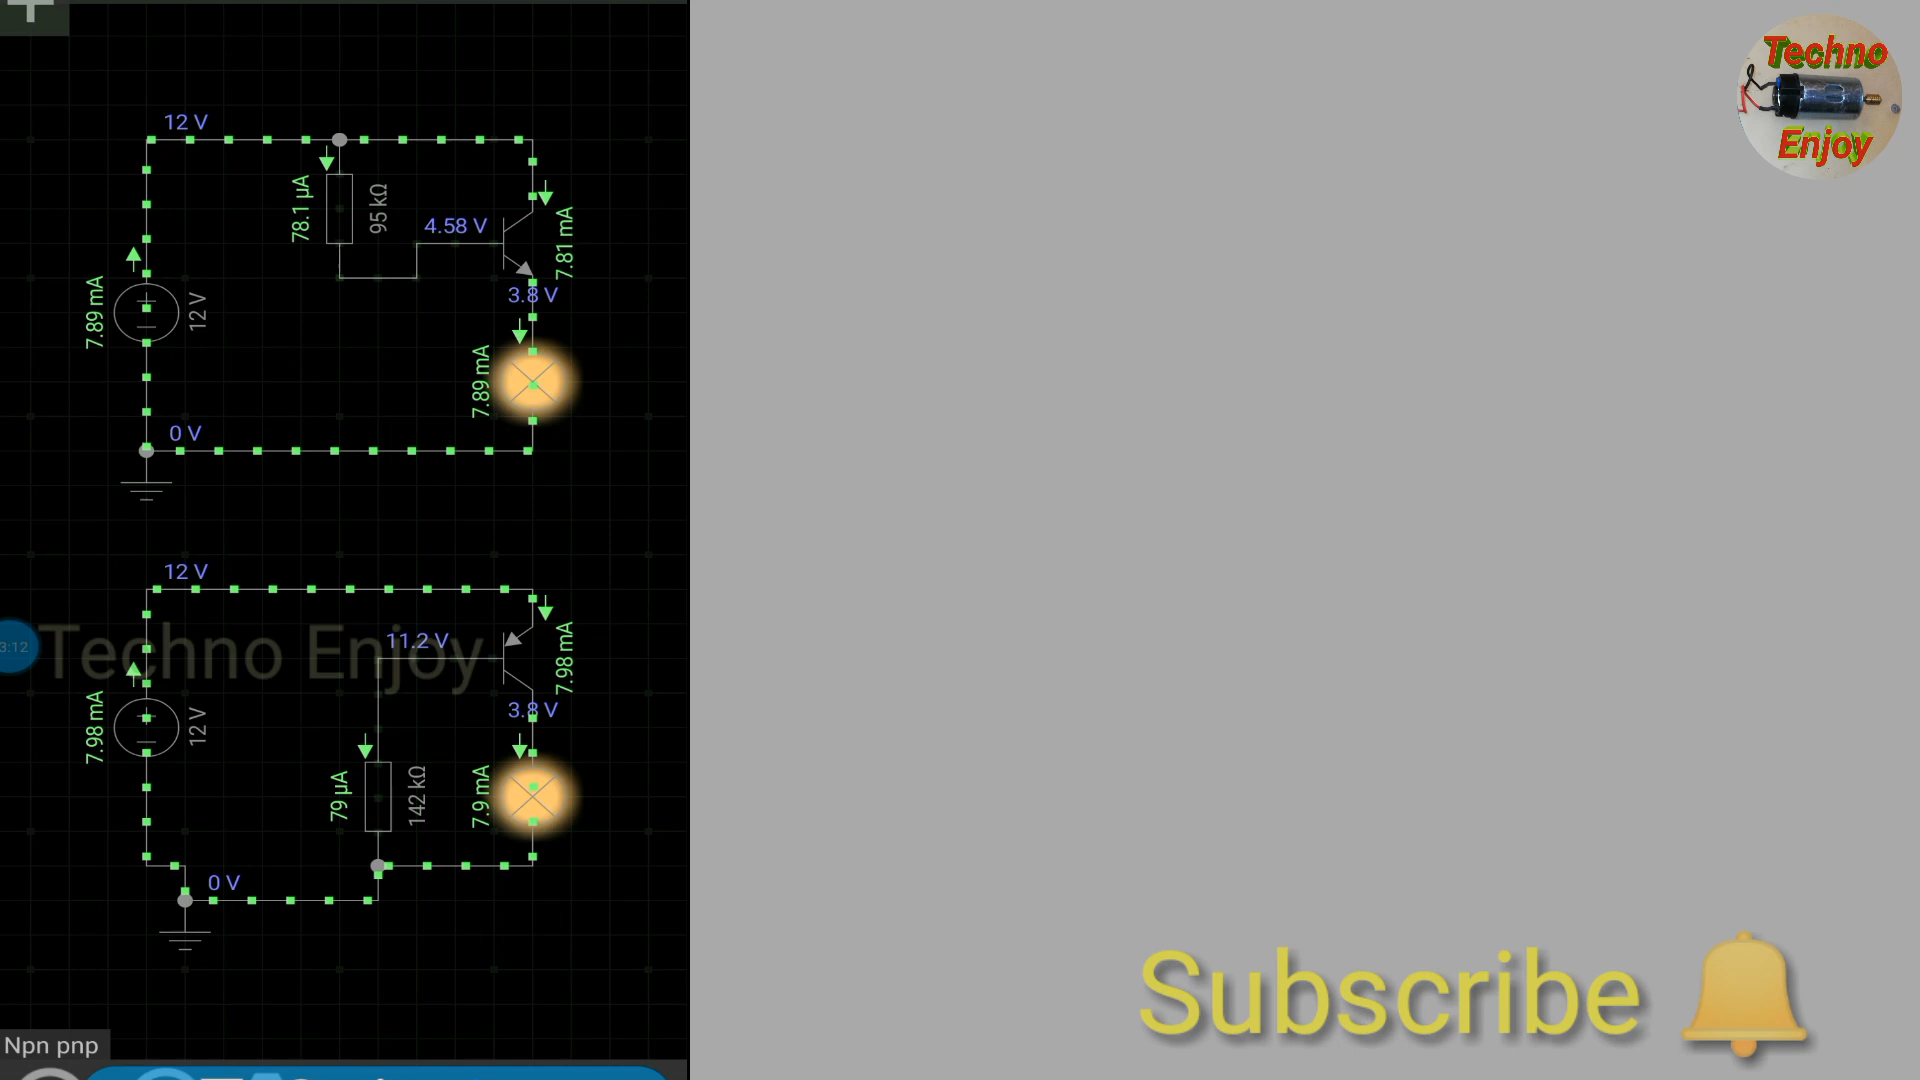 Techno
Enjoy
12 V
78.1 µA
95 kΩ
4.58 V
7.81 mA
7.89 mA
12 V
3.8 V
7.89 mA
0 V
12 V
Techno Enjoy
11.2 V
7.98 mA
3:12
7.98 mA
12 V
3.8 V
79 µA
142 kΩ
7.9 mA
0 V
Subscribe
Npn pnp